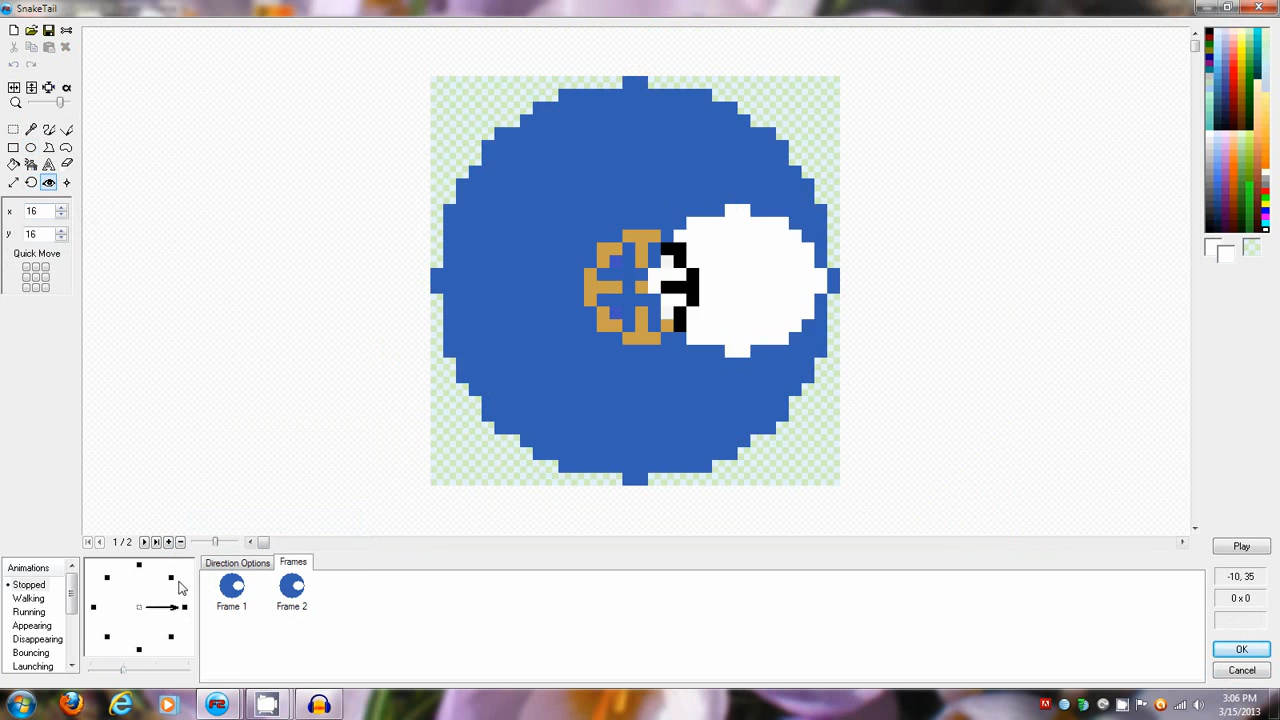 SnakeTail
x 16
y 16
Quick Move
1 / 2
Animations
Stopped
Walking
Running
Appearing
Disappearing
Bouncing
Launching
Direction Options
Frames
Frame 1
Frame 2
Play
-10, 35
0 x 0
OK
Cancel
3:06 PM
3/15/2013